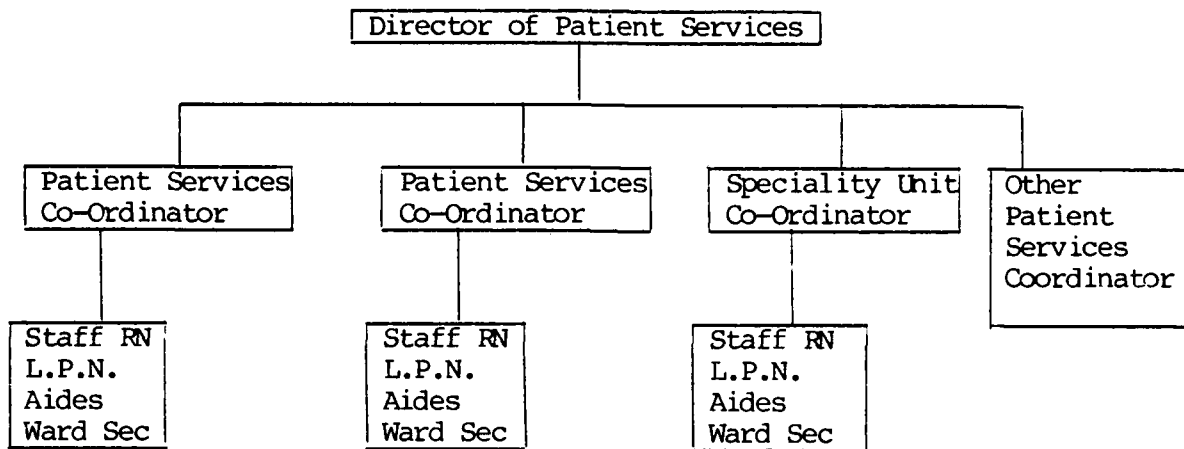 Director of Patient Services
Patient Services
Co-Ordinator
Patient Services
Co-Ordinator
Speciality Unit
Co-Ordinator
Other
Patient
Services
Coordinator
Staff RN
L.P.N.
Aides
Ward Sec
Staff RN
L.P.N.
Aides
Ward Sec
Staff RN
L.P.N.
Aides
Ward Sec